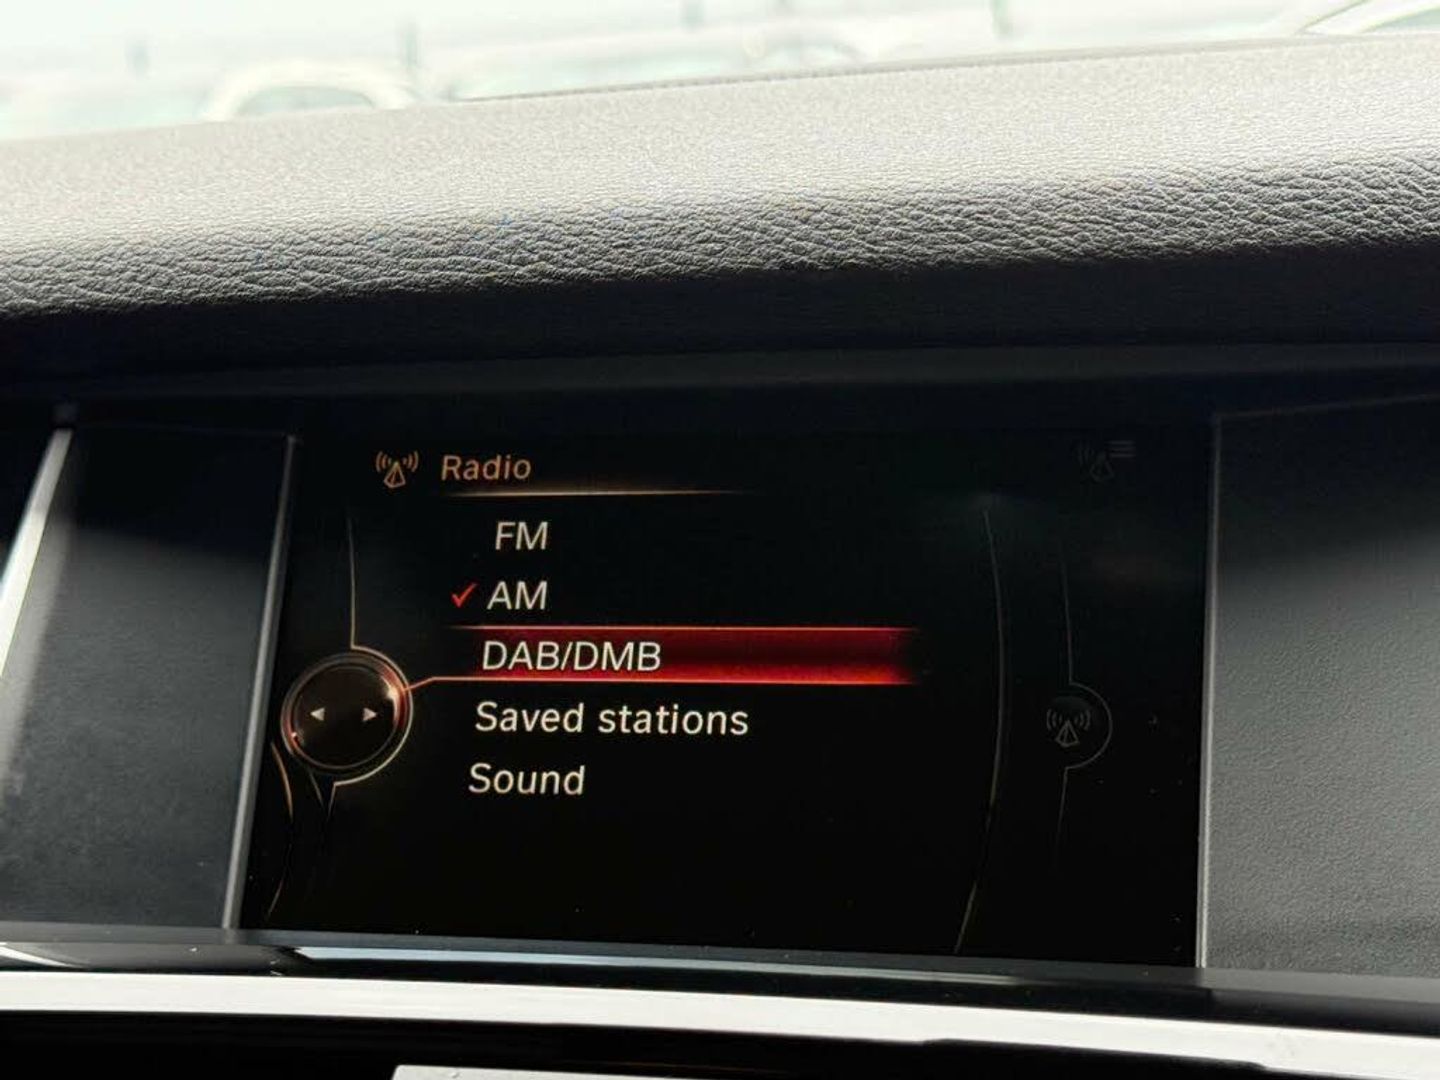 Radio
FM
AM
DAB/DMB
Saved stations
Sound